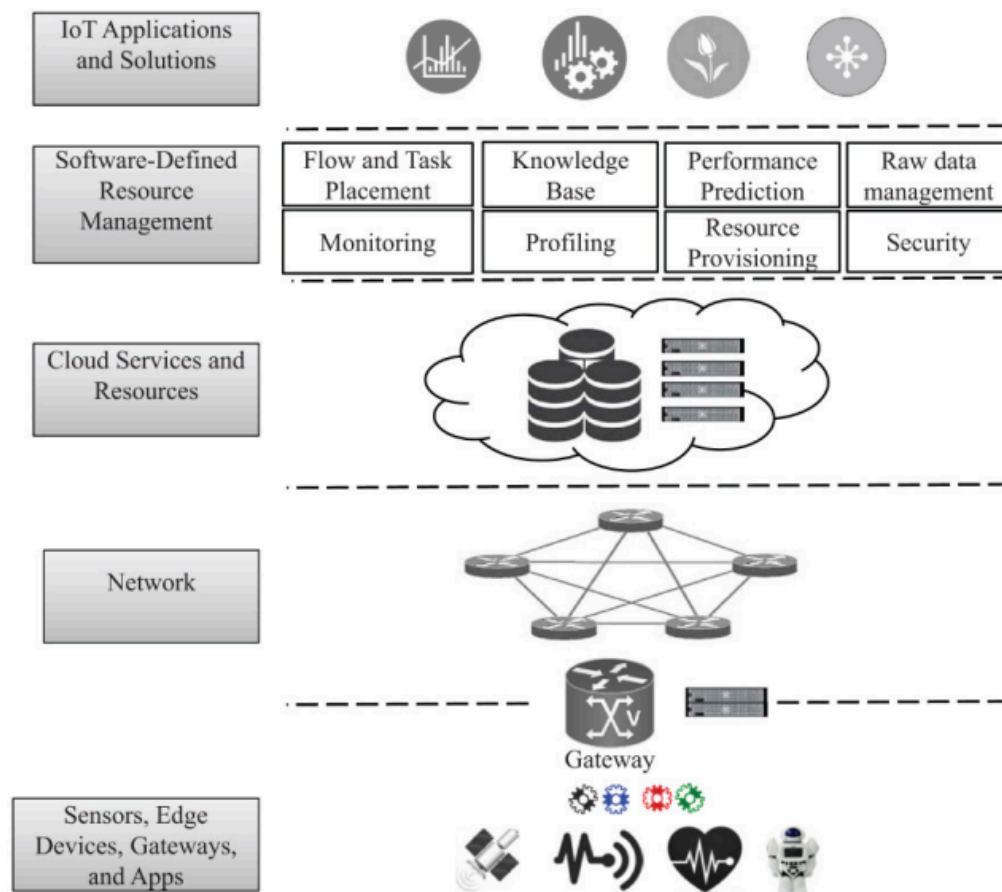 IoT Applications
and Solutions
Software-Defined
Resource
Management
Flow and Task
Placement
Knowledge
Base
Performance
Prediction
Raw data
management
Monitoring
Profiling
Resource
Provisioning
Security
Cloud Services and
Resources
Network
V
Gateway
Sensors, Edge
Devices, Gateways,
and Apps